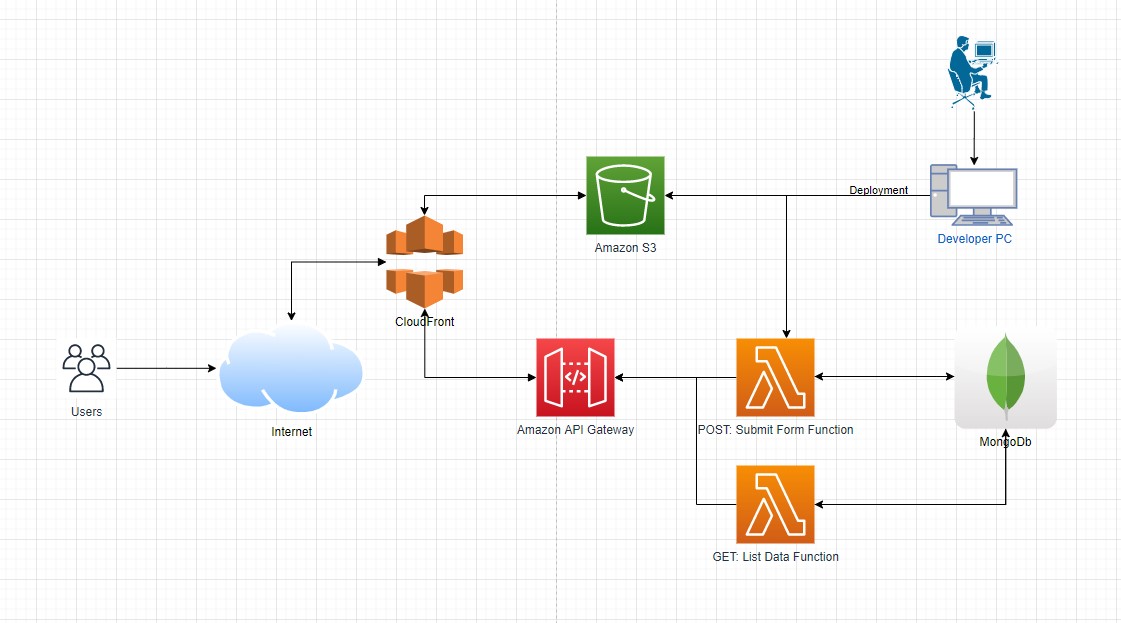 Deployment
Developer PC
Amazon S3
CloudFront
Users
Internet
</>
Amazon API Gateway
POST: Submit Form Function
MongoDb
GET: List Data Function